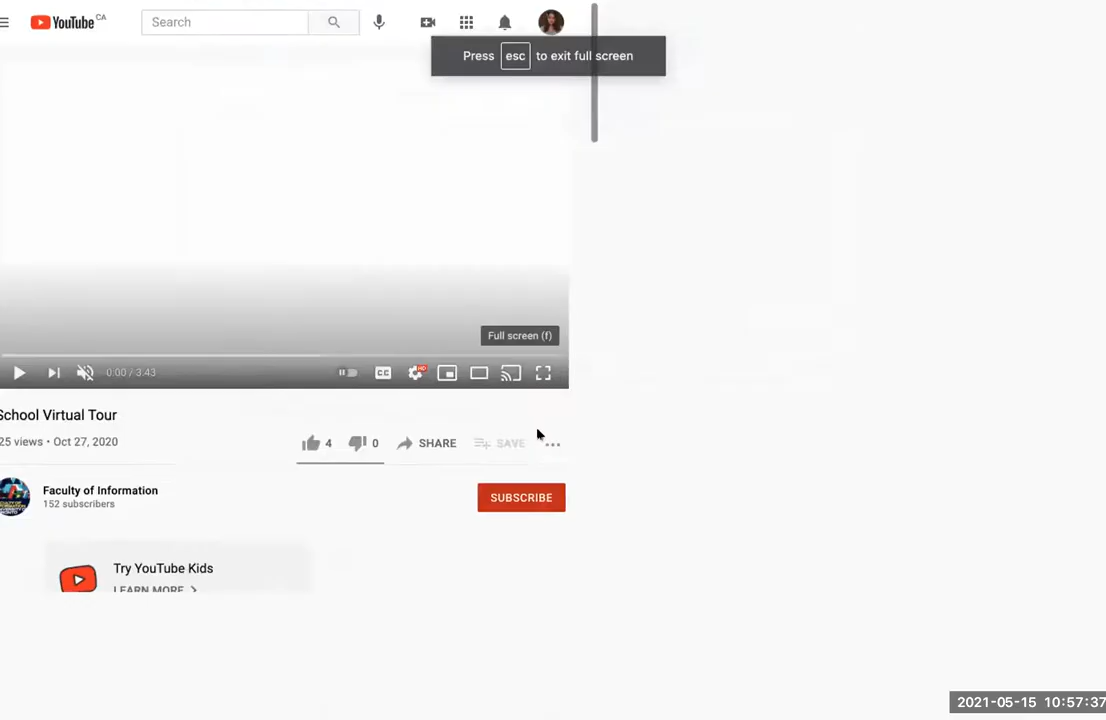 YouTube CA
Search
Press esc to exit full screen
Full screen (f)
0:00 / 3:43
CC
HD
School Virtual Tour
25 views • Oct 27, 2020
4
0
SHARE
SAVE
Faculty of Information
152 subscribers
SUBSCRIBE
Try YouTube Kids
LEARN MORE
2021-05-15 10:57:37